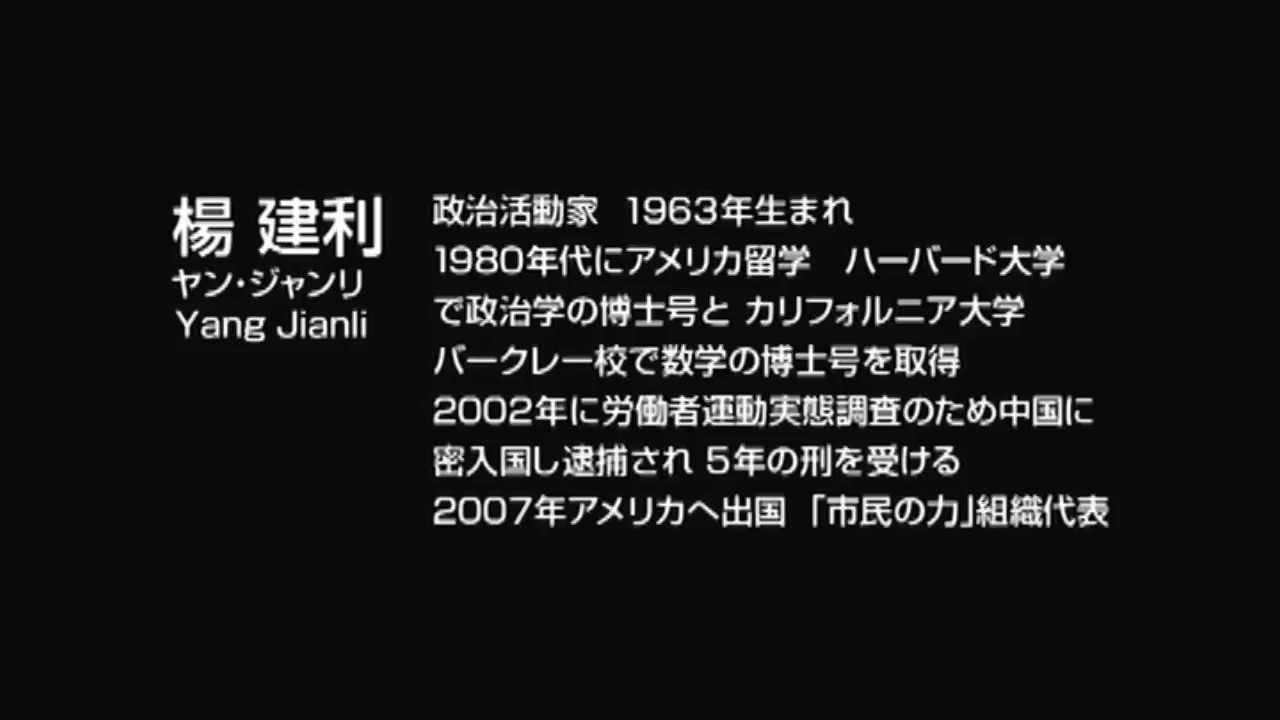 楊 建利
ヤン・ジャンリ
Yang Jianli
政治活動家 1963年生まれ
1980年代にアメリカ留学 ハーバード大学
で政治学の博士号と カリフォルニア大学
バークレー校で数学の博士号を取得
2002年に労働者運動実態調査のため中国に
密入国し逮捕され 5年の刑を受ける
2007年アメリカへ出国 「市民の力」組織代表